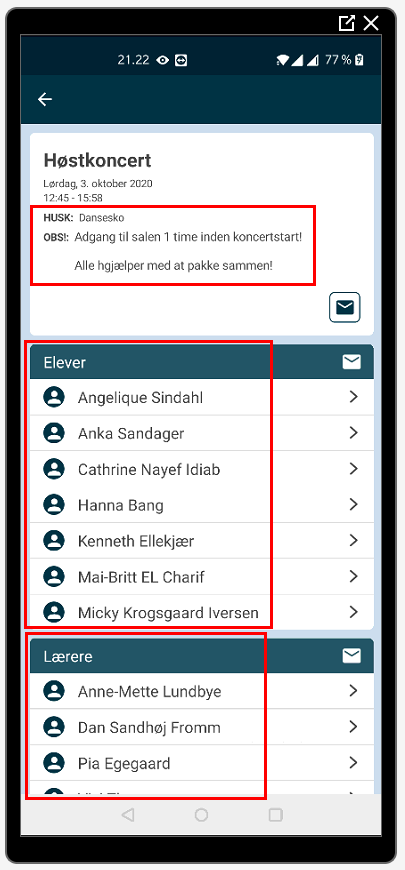 21.22 77 %
Høstkoncert
Lørdag, 3. oktober 2020
12:45 - 15:58
HUSK: Dansesko
OBS!: Adgang til salen 1 time inden koncertstart!
Alle hgjælper med at pakke sammen!
Elever
Angelique Sindahl
Anka Sandager
Cathrine Nayef Idiab
Hanna Bang
Kenneth Ellekjær
Mai-Britt EL Charif
Micky Krogsgaard Iversen
Lærere
Anne-Mette Lundbye
Dan Sandhøj Fromm
Pia Egegaard